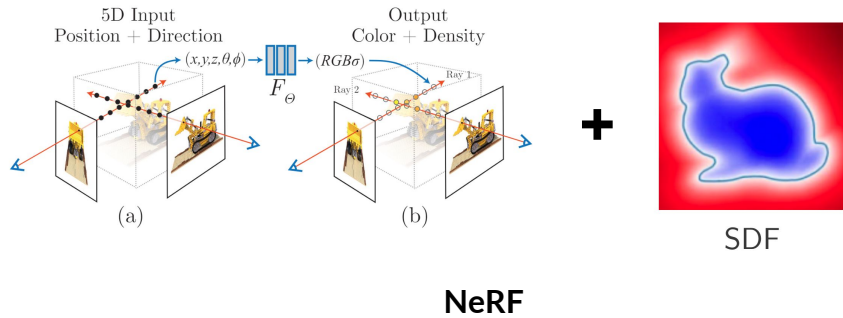 5D Input
Position + Direction
Output
Color + Density
(x,y,z,θ,ϕ)
F_Θ
(RGBσ)
Ray 1
Ray 2
(a)
(b)
+
SDF
NeRF